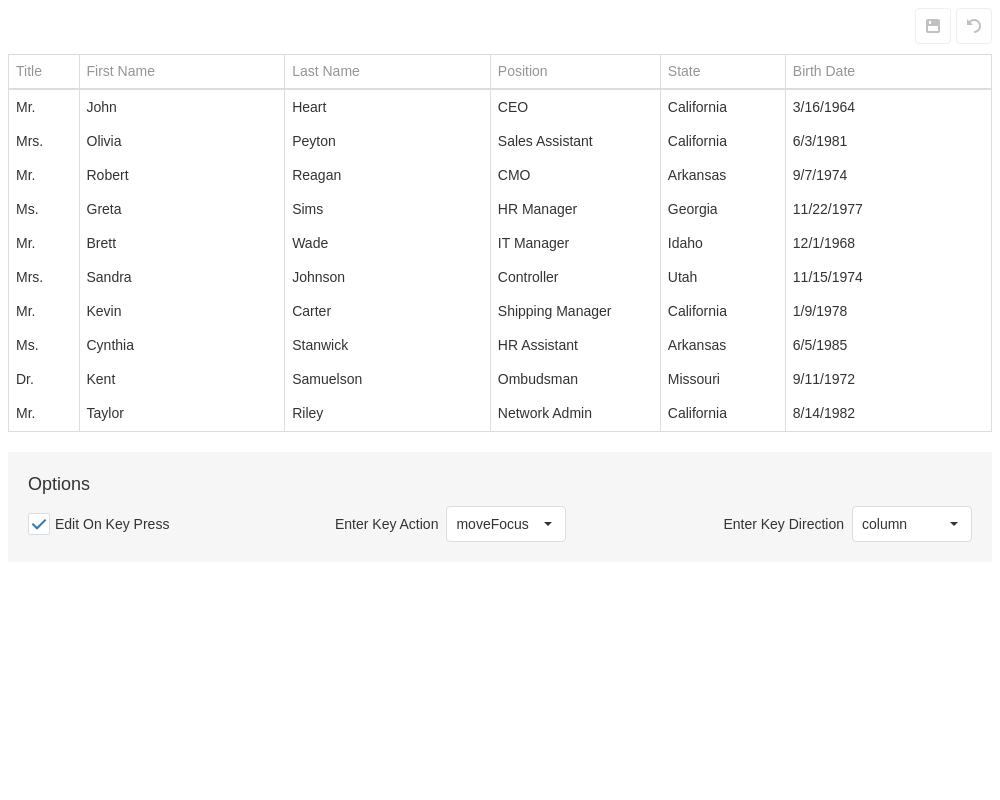 Title First Name Last Name Position State Birth Date
Mr. John Heart CEO California 3/16/1964
Mrs. Olivia Peyton Sales Assistant California 6/3/1981
Mr. Robert Reagan CMO Arkansas 9/7/1974
Ms. Greta Sims HR Manager Georgia 11/22/1977
Mr. Brett Wade IT Manager Idaho 12/1/1968
Mrs. Sandra Johnson Controller Utah 11/15/1974
Mr. Kevin Carter Shipping Manager California 1/9/1978
Ms. Cynthia Stanwick HR Assistant Arkansas 6/5/1985
Dr. Kent Samuelson Ombudsman Missouri 9/11/1972
Mr. Taylor Riley Network Admin California 8/14/1982
Options
Edit On Key Press Enter Key Action moveFocus Enter Key Direction column